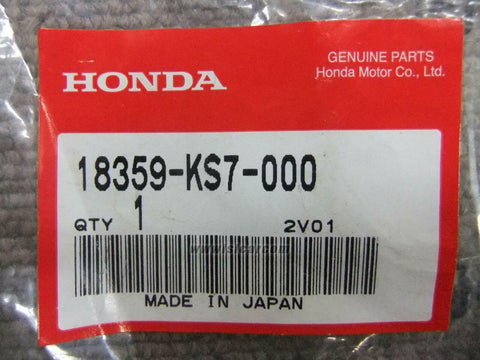 HONDA
GENUINE PARTS
Honda Motor Co., Ltd.
18359-KS7-000
QTY 1 2V01
MADE IN JAPAN